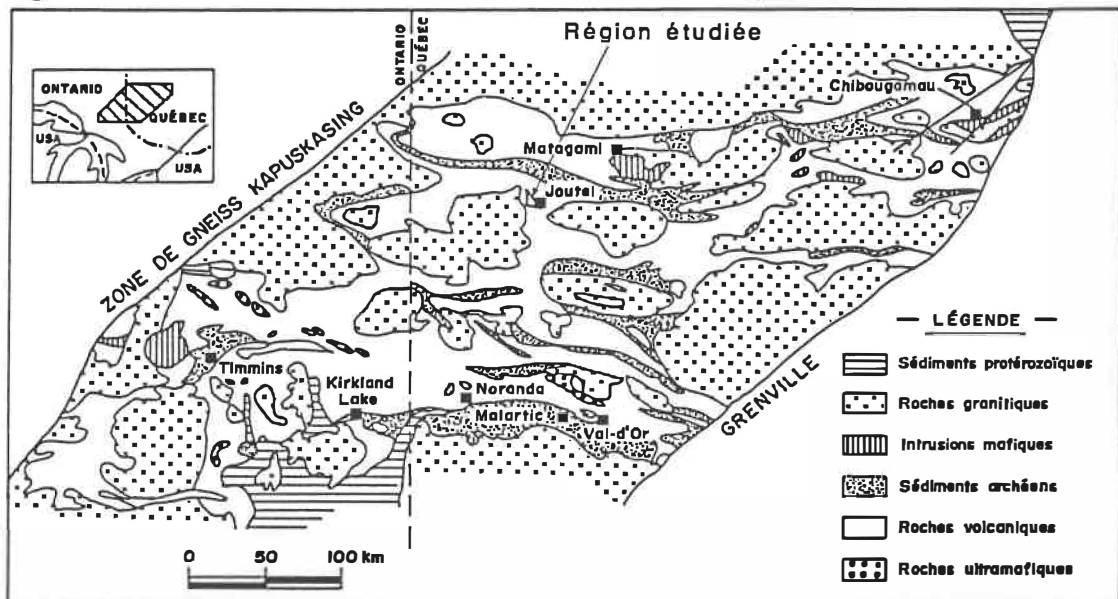 Région étudiée
ONTARIO
QUÉBEC
ONTARIO
QUÉBEC
USA
USA
Chibougamau
Matagami
Joutel
ZONE DE GNEISS KAPUSKASING
Timmins
Kirkland
Lake
Noranda
Malartic
Val-d'Or
GRENVILLE
— LÉGENDE —
Sédiments protérozoïques
Roches granitiques
Intrusions mafiques
Sédiments archéens
Roches volcaniques
Roches ultramafiques
0 50 100 km